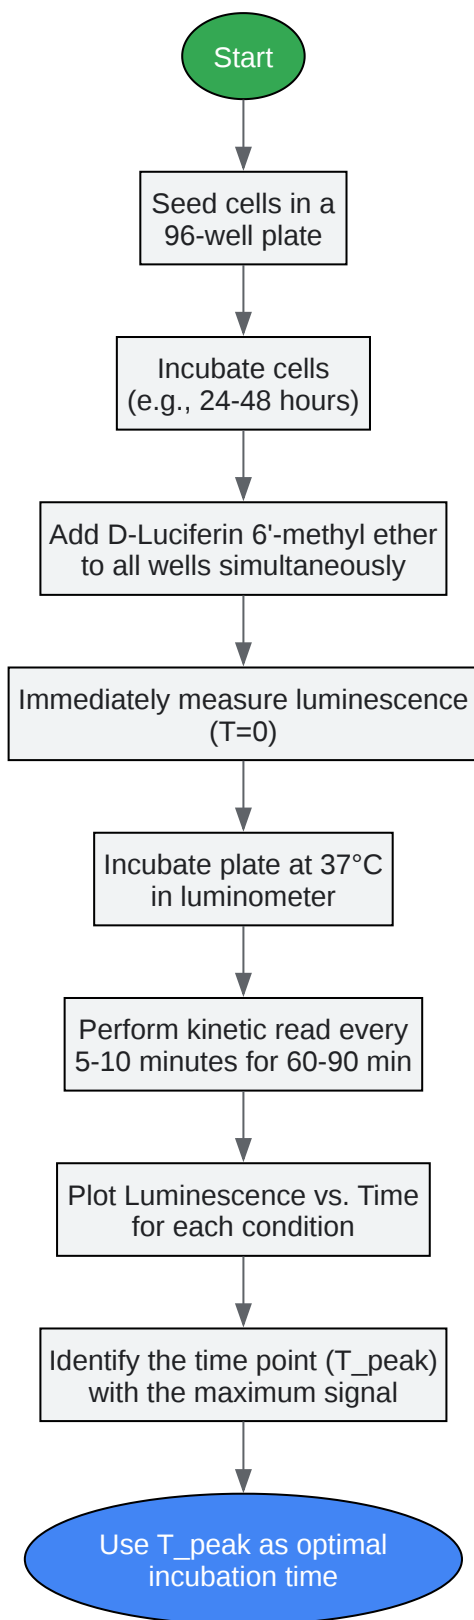 Start
Seed cells in a
96-well plate
Incubate cells
(e.g., 24-48 hours)
Add D-Luciferin 6'-methyl ether
to all wells simultaneously
Immediately measure luminescence
(T=0)
Incubate plate at 37°C
in luminometer
Perform kinetic read every
5-10 minutes for 60-90 min
Plot Luminescence vs. Time
for each condition
Identify the time point (T_peak)
with the maximum signal
Use T_peak as optimal
incubation time